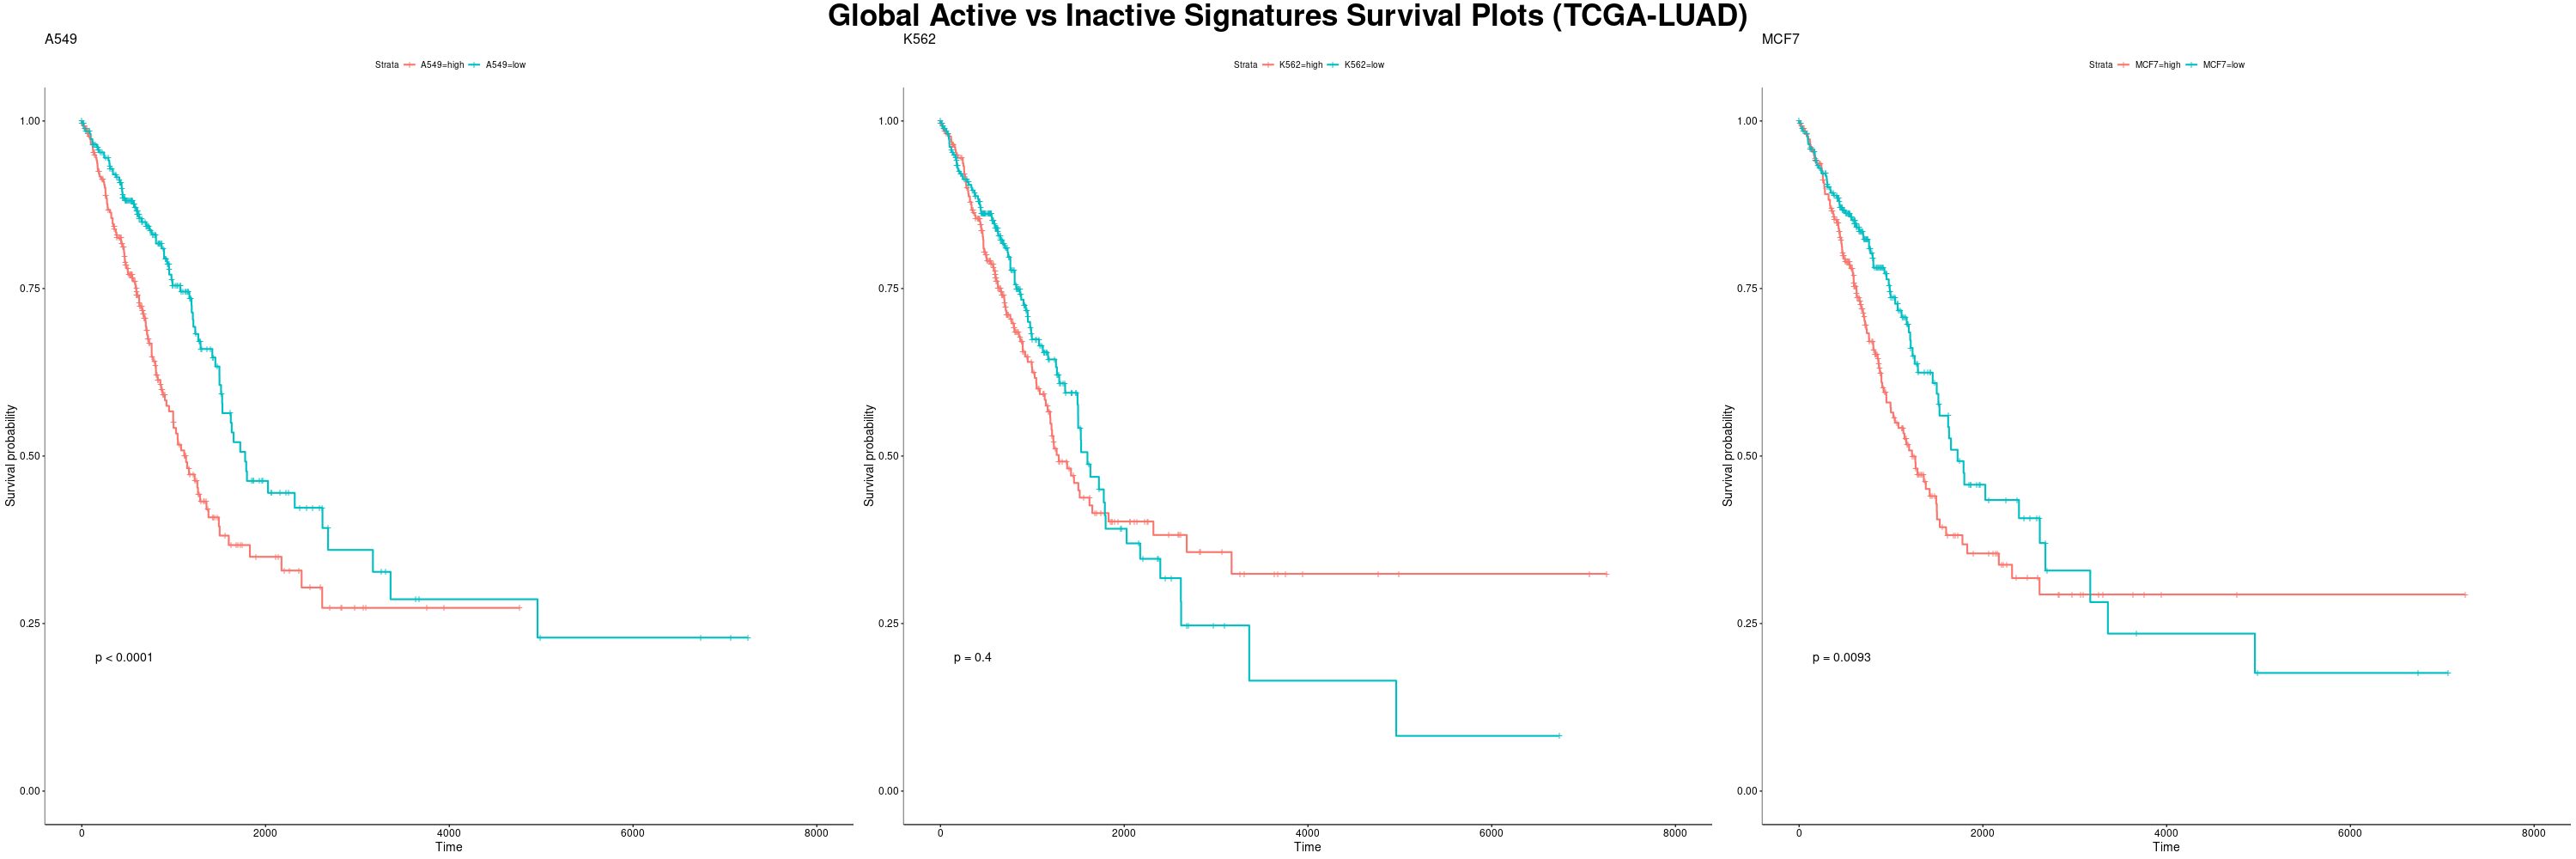 Global Active vs Inactive Signatures Survival Plots (TCGA-LUAD)
A549
Strata A549=high A549=low
1.00
0.75
0.50
0.25
0.00
Survival probability
p < 0.0001
0 2000 4000 6000 8000
Time
K562
Strata K562=high K562=low
1.00
0.75
0.50
0.25
0.00
Survival probability
p = 0.4
0 2000 4000 6000 8000
Time
MCF7
Strata MCF7=high MCF7=low
1.00
0.75
0.50
0.25
0.00
Survival probability
p = 0.0093
0 2000 4000 6000 8000
Time